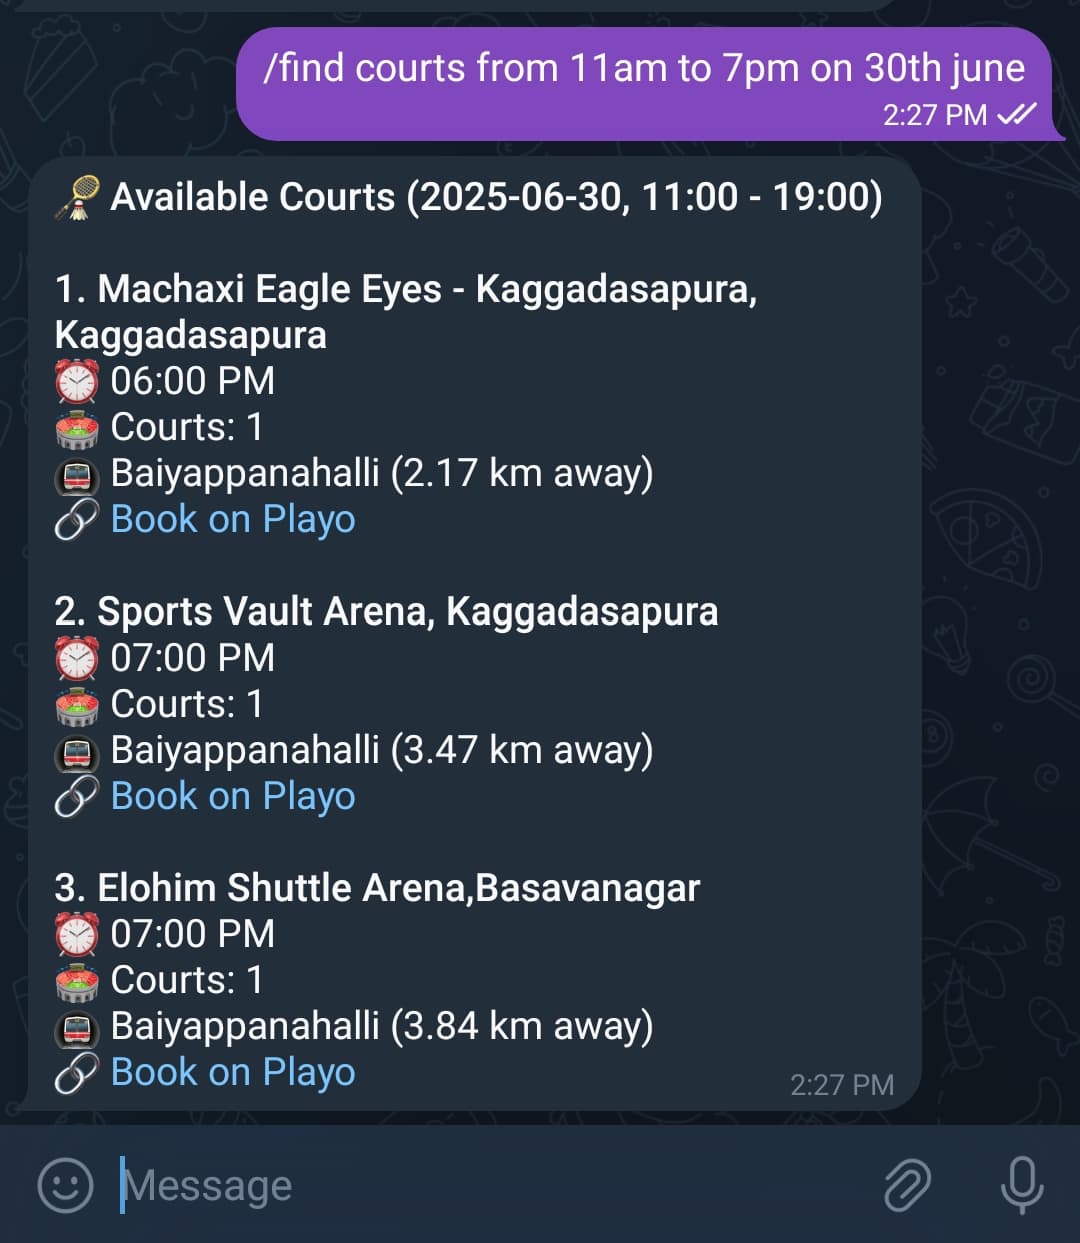 /find courts from 11am to 7pm on 30th june
2:27 PM
Available Courts (2025-06-30, 11:00 - 19:00)
1. Machaxi Eagle Eyes - Kaggadasapura,
Kaggadasapura
06:00 PM
Courts: 1
Baiyappanahalli (2.17 km away)
Book on Playo
2. Sports Vault Arena, Kaggadasapura
07:00 PM
Courts: 1
Baiyappanahalli (3.47 km away)
Book on Playo
3. Elohim Shuttle Arena,Basavanagar
07:00 PM
Courts: 1
Baiyappanahalli (3.84 km away)
Book on Playo
2:27 PM
Message